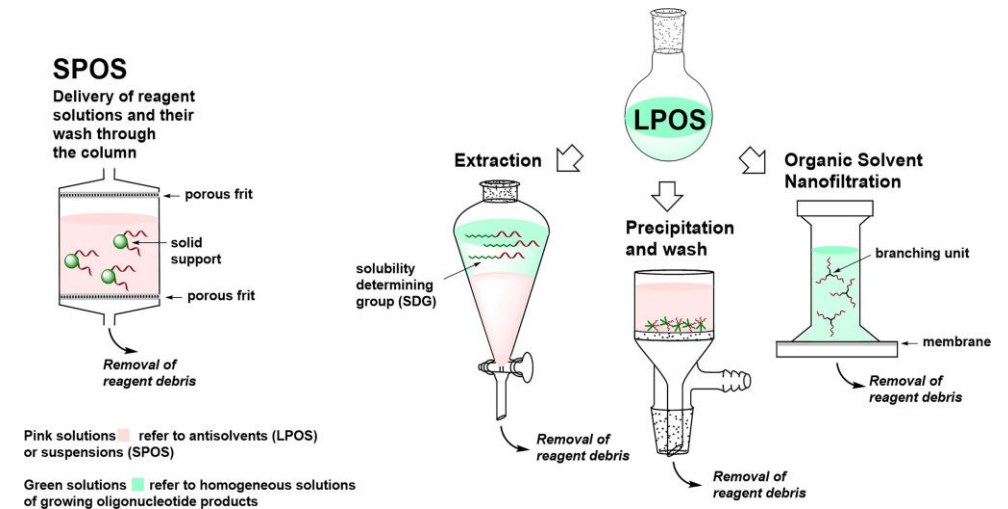 SPOS
Delivery of reagent
solutions and their
wash through
the column
porous frit
solid
support
porous frit
Removal of
reagent debris
Pink solutions refer to antisolvents (LPOS)
or suspensions (SPOS)
Green solutions refer to homogeneous solutions
of growing oligonucleotide products
LPOS
Extraction
solubility
determining
group (SDG)
Removal of
reagent debris
Precipitation
and wash
Removal of
reagent debris
Organic Solvent
Nanofiltration
branching unit
membrane
Removal of
reagent debris